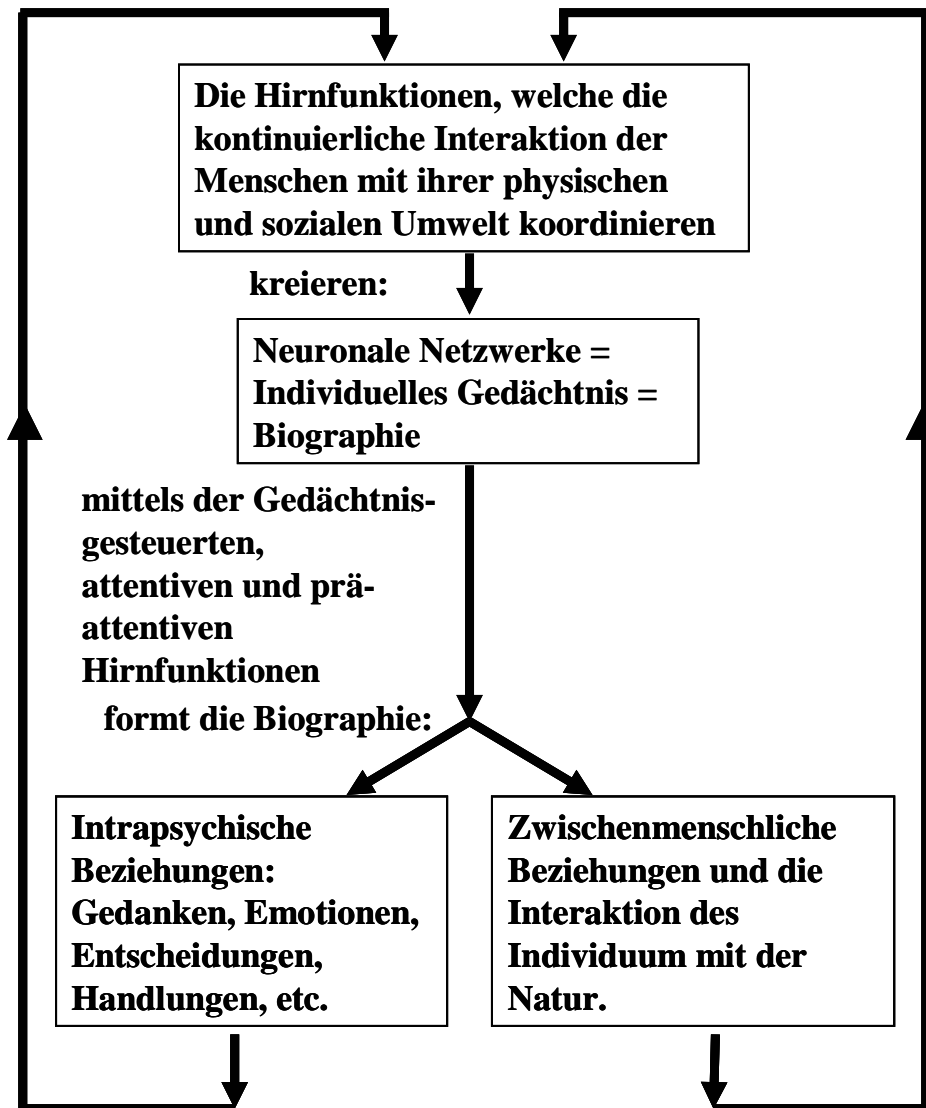 Die Hirnfunktionen, welche die
kontinuierliche Interaktion der
Menschen mit ihrer physischen
und sozialen Umwelt koordinieren
kreieren:
Neuronale Netzwerke =
Individuelles Gedächtnis =
Biographie
mittels der Gedächtnis-
gesteuerten,
attentiven und prä-
attentiven
Hirnfunktionen
formt die Biographie:
Intrapsychische
Beziehungen:
Gedanken, Emotionen,
Entscheidungen,
Handlungen, etc.
Zwischenmenschliche
Beziehungen und die
Interaktion des
Individuum mit der
Natur.